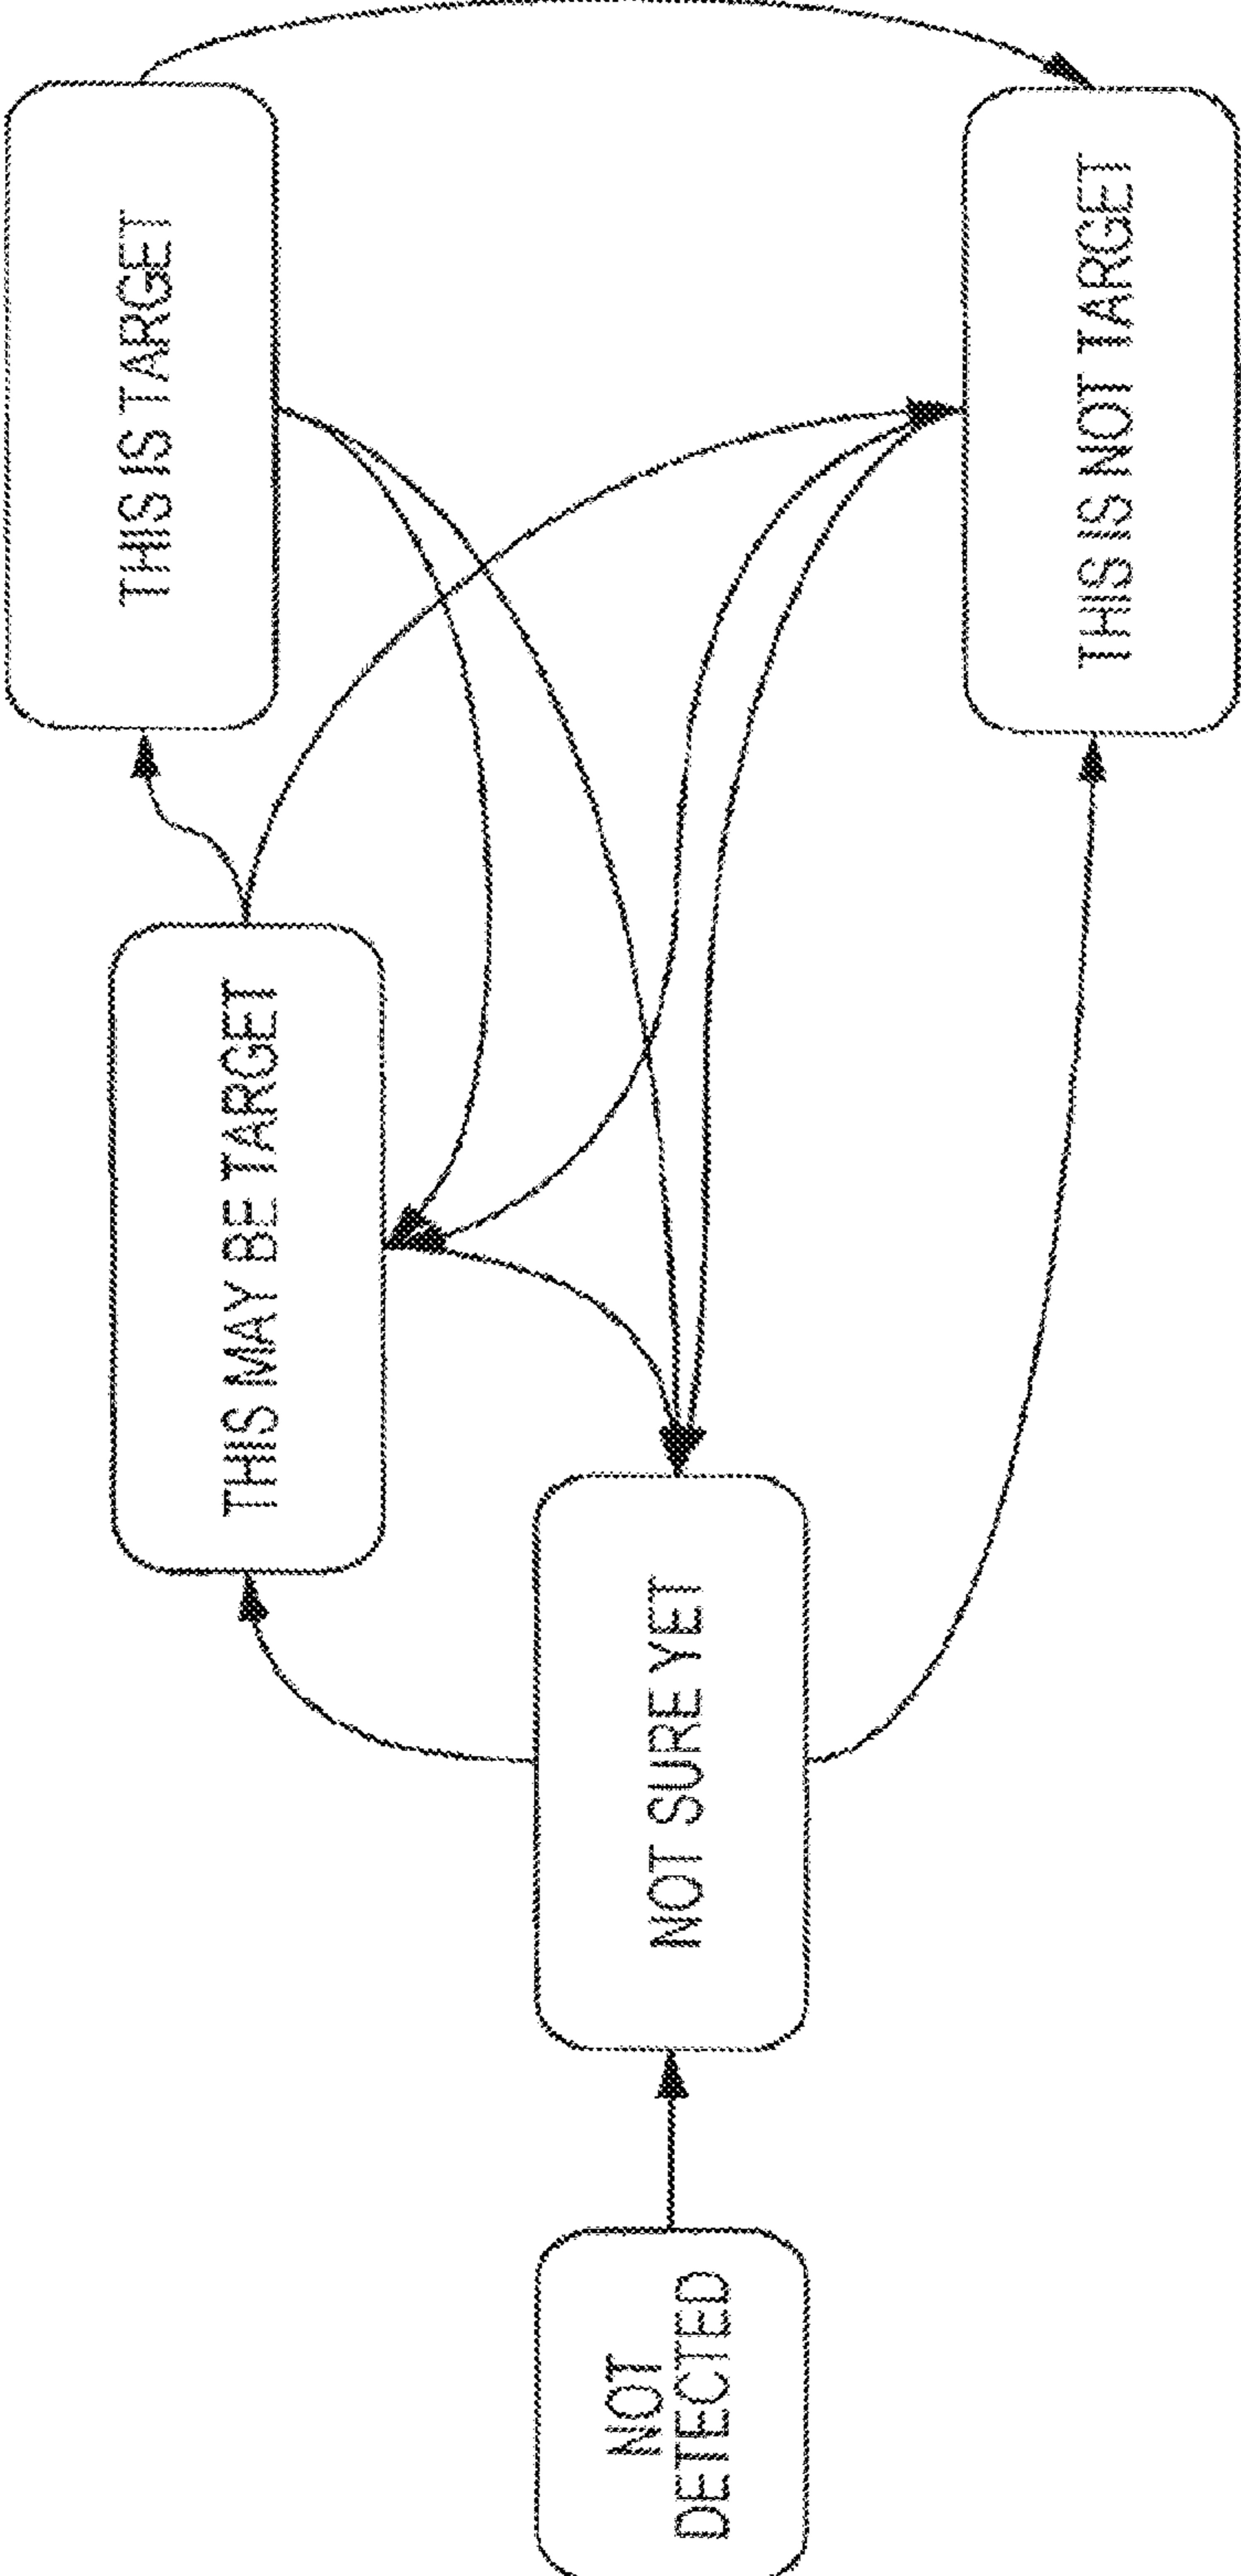 NOT
DETECTED
NOT SURE YET
THIS MAY BE TARGET
THIS IS TARGET
THIS IS NOT TARGET